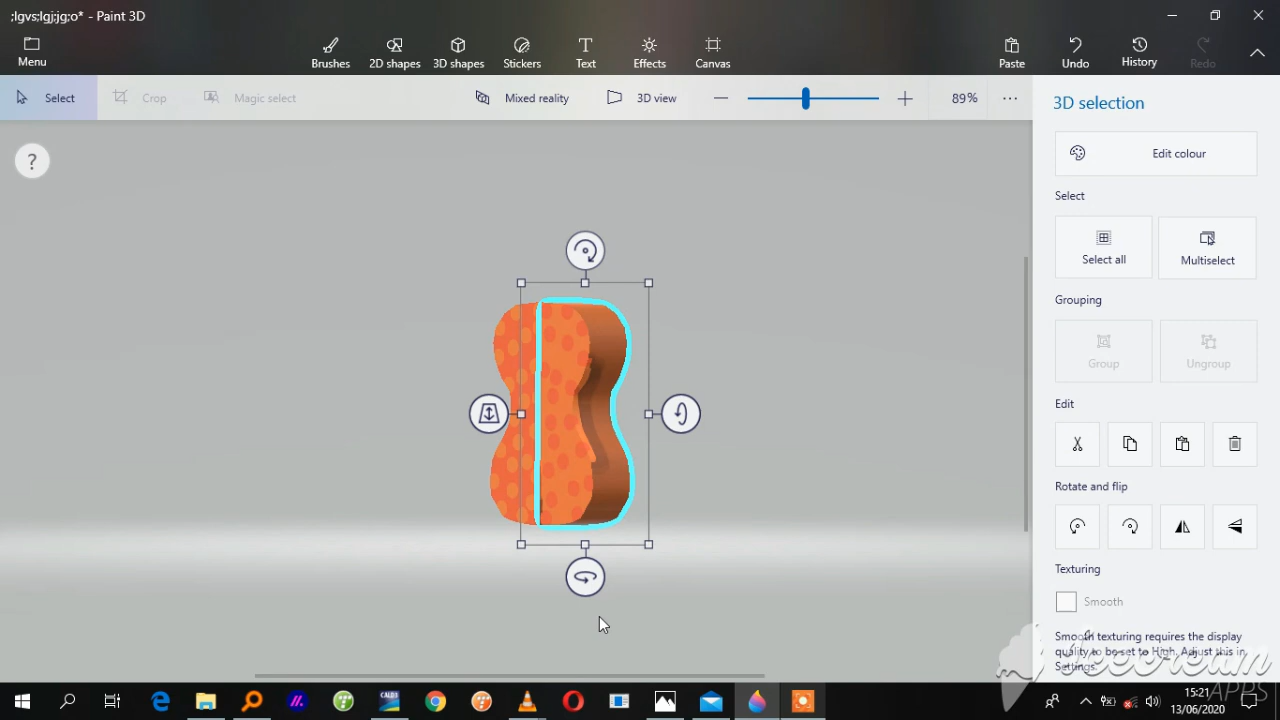 ;lgvs;lgj;jg;o* - Paint 3D
Menu
Brushes
2D shapes
3D shapes
Stickers
Text
Effects
Canvas
Paste
Undo
History
Redo
Select
Crop
Magic select
Mixed reality
3D view
89%
3D selection
?
Edit colour
Select
Select all
Multiselect
Grouping
Group
Ungroup
Edit
Rotate and flip
Texturing
Smooth
Smooth texturing requires the display
quality to be set to High. Adjust this in
Settings.
Icecream
APPS
CALD3
15:21
13/06/2020